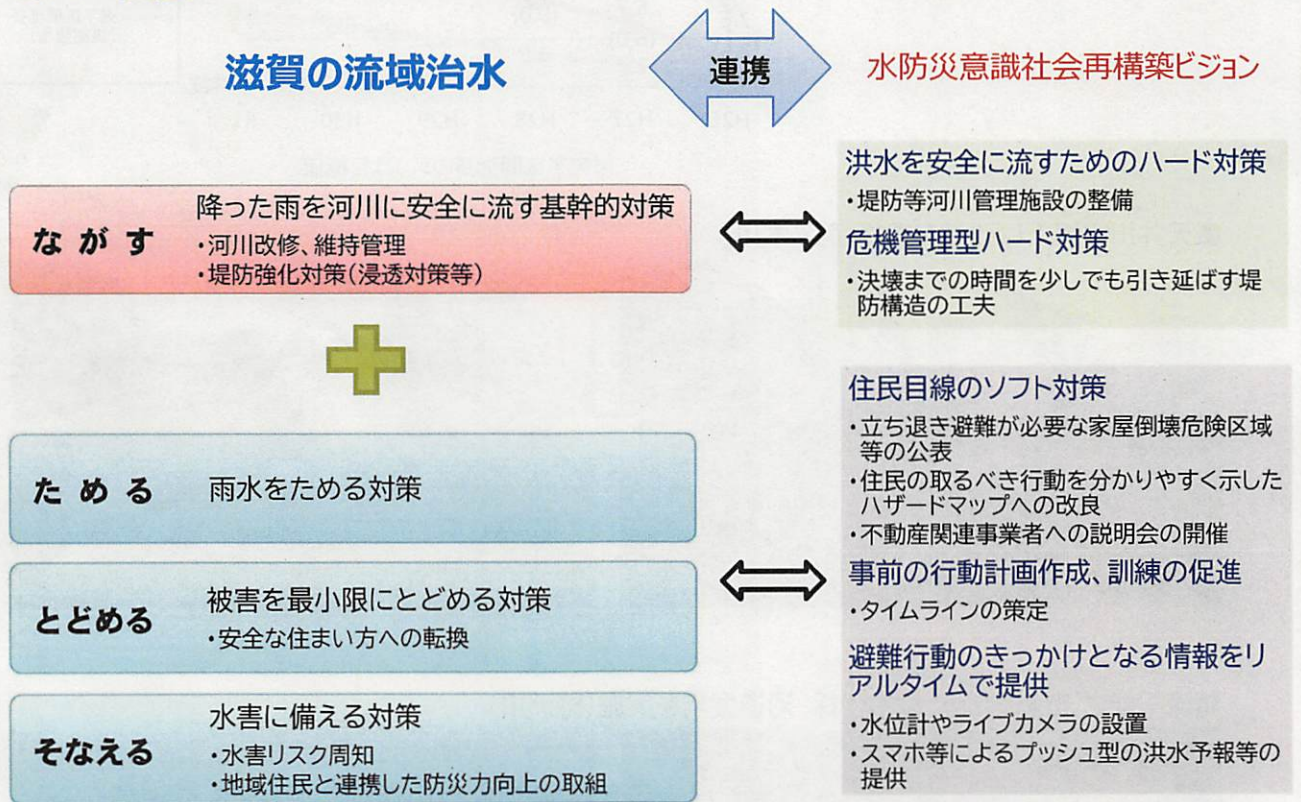 滋賀の流域治水
連携
水防災意識社会再構築ビジョン
ながす
降った雨を河川に安全に流す基幹的対策
・河川改修、維持管理
・堤防強化対策(浸透対策等)
洪水を安全に流すためのハード対策
・堤防等河川管理施設の整備
危機管理型ハード対策
・決壊までの時間を少しでも引き延ばす堤
防構造の工夫
ためる
雨水をためる対策
とどめる
被害を最小限にとどめる対策
・安全な住まい方への転換
そなえる
水害に備える対策
・水害リスク周知
・地域住民と連携した防災力向上の取組
住民目線のソフト対策
・立ち退き避難が必要な家屋倒壊危険区域
等の公表
・住民の取るべき行動を分かりやすく示した
ハザードマップへの改良
・不動産関連事業者への説明会の開催
事前の行動計画作成、訓練の促進
・タイムラインの策定
避難行動のきっかけとなる情報をリ
アルタイムで提供
・水位計やライブカメラの設置
・スマホ等によるプッシュ型の洪水予報等の
提供